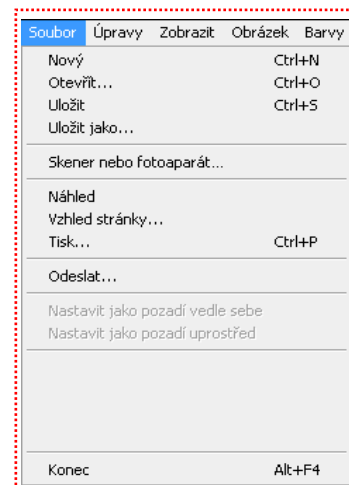 Soubor Úpravy Zobrazit Obrázek Barvy
Nový Ctrl+N
Otevřít... Ctrl+O
Uložit Ctrl+S
Uložit jako...
Skener nebo fotoaparát...
Náhled
Vzhled stránky...
Tisk... Ctrl+P
Odeslat...
Nastavit jako pozadí vedle sebe
Nastavit jako pozadí uprostřed
Konec Alt+F4